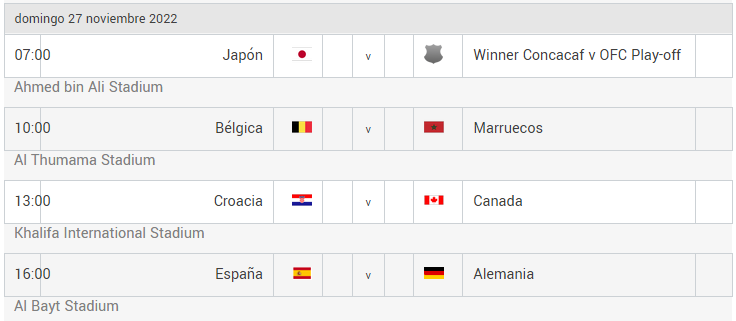 domingo 27 noviembre 2022
07:00 Japón v Winner Concacaf v OFC Play-off
Ahmed bin Ali Stadium
10:00 Bélgica v Marruecos
Al Thumama Stadium
13:00 Croacia v Canada
Khalifa International Stadium
16:00 España v Alemania
Al Bayt Stadium